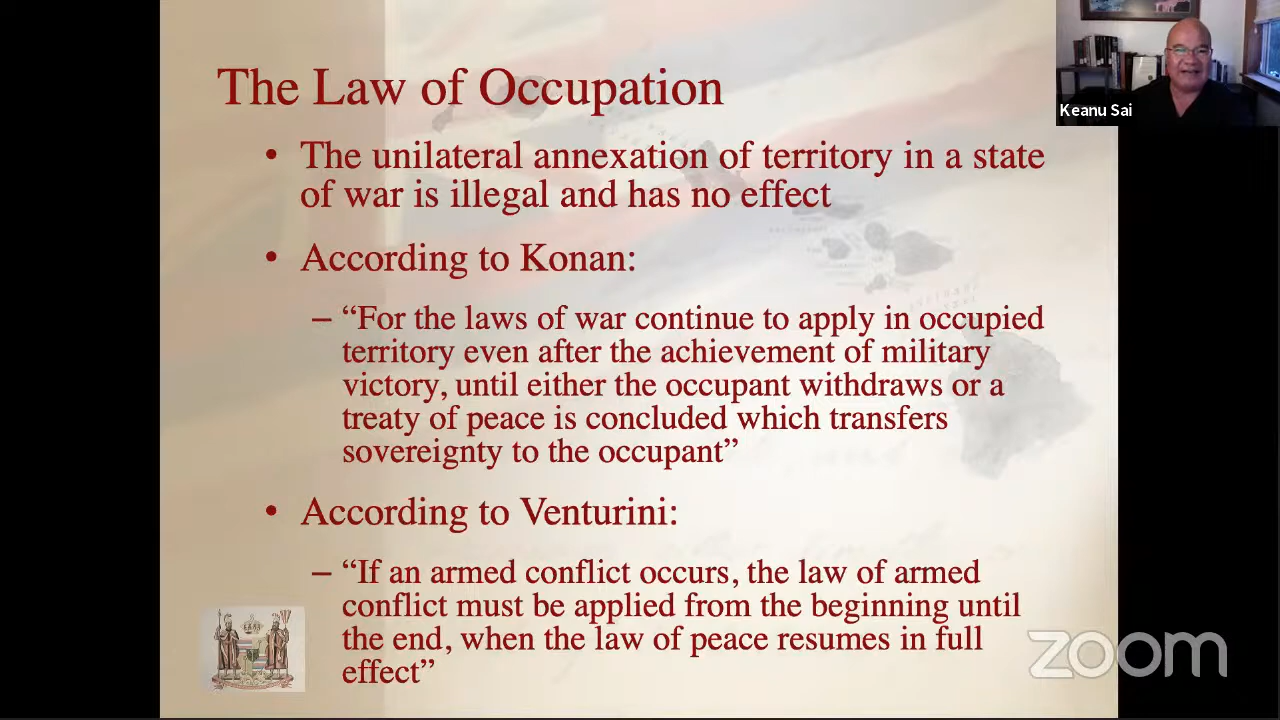 The Law of Occupation
Keanu Sai
• The unilateral annexation of territory in a state
of war is illegal and has no effect
• According to Konan:
– “For the laws of war continue to apply in occupied
territory even after the achievement of military
victory, until either the occupant withdraws or a
treaty of peace is concluded which transfers
sovereignty to the occupant”
• According to Venturini:
– “If an armed conflict occurs, the law of armed
conflict must be applied from the beginning until
the end, when the law of peace resumes in full
effect”
zoom